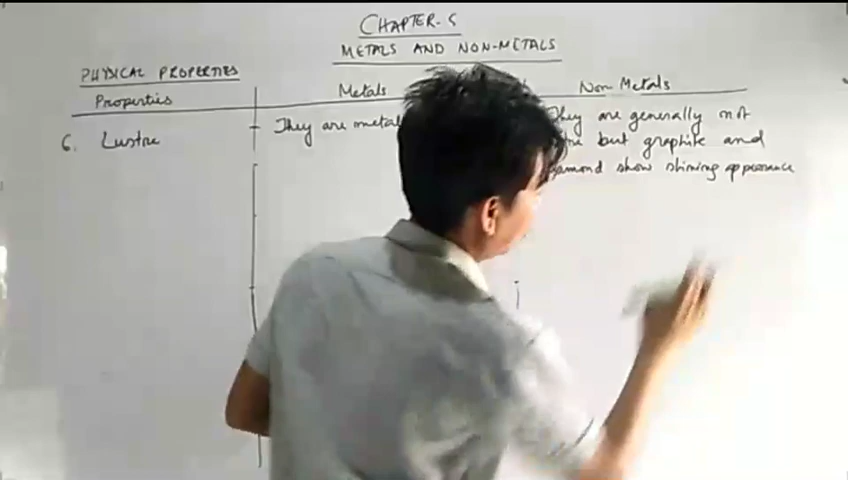 CHAPTER-5
METALS AND NON-METALS
PHYSICAL PROPERTIES
Properties Metals Non Metals
6. Lustre They are metal They are generally not
but graphite and
show shining appearance